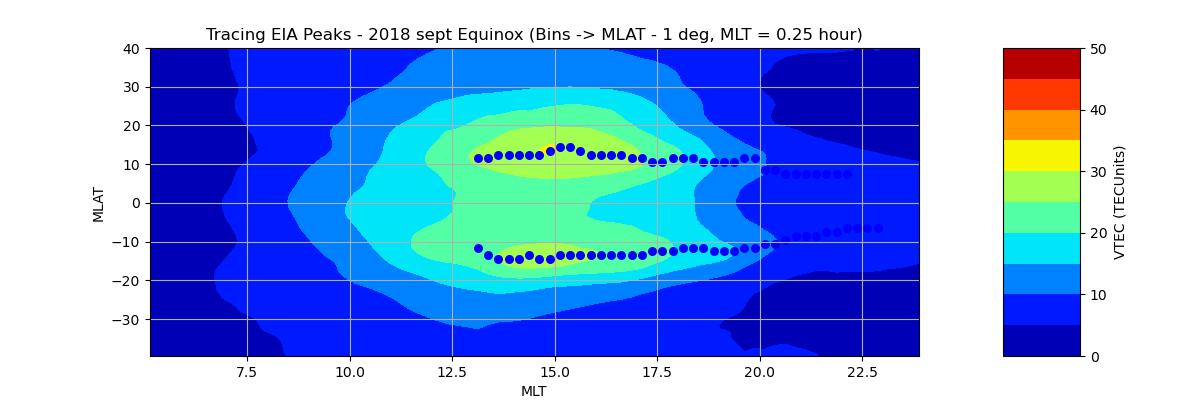 Tracing EIA Peaks - 2018 sept Equinox (Bins -> MLAT - 1 deg, MLT = 0.25 hour)
40
30
20
10
0
−10
−20
−30
MLAT
7.5 10.0 12.5 15.0 17.5 20.0 22.5
MLT
50
40
30
20
10
0
VTEC (TECUnits)